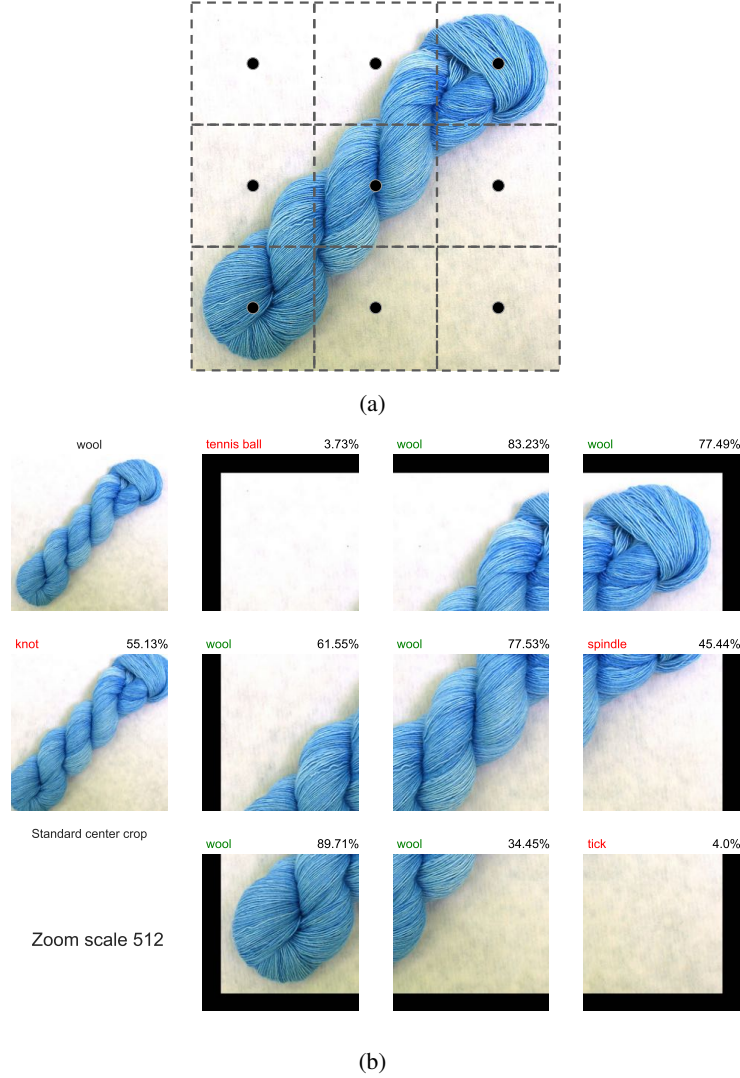 (a)
wool
tennis ball 3.73%
wool 83.23%
wool 77.49%
knot 55.13%
wool 61.55%
wool 77.53%
spindle 45.44%
Standard center crop
wool 89.71%
wool 34.45%
tick 4.0%
Zoom scale 512
(b)